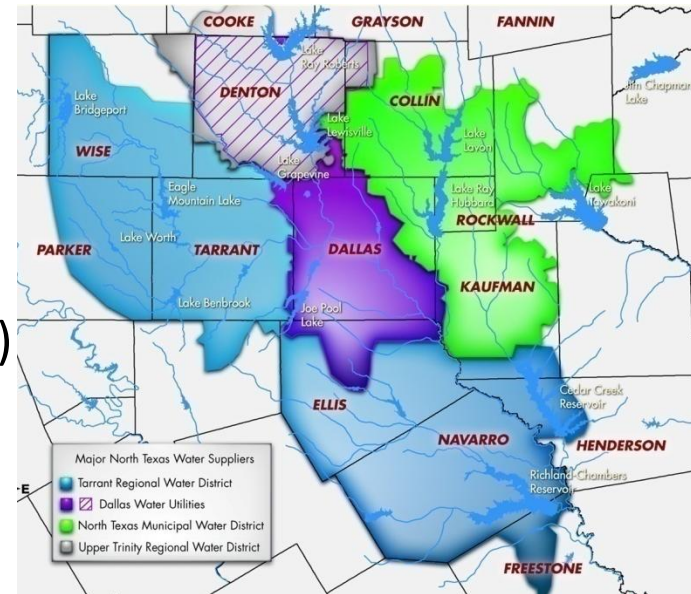 COOKE
GRAYSON
FANNIN
Lake
Ray Roberts
DENTON
COLLIN
Jim Chapman
Lake
Lake
Bridgeport
Lake
Lewisville
Lake
Lavon
WISE
Lake
Grapevine
Eagle
Mountain Lake
Lake Ray
Hubbard
Lake
Tawakoni
ROCKWALL
Lake Worth
PARKER
TARRANT
DALLAS
KAUFMAN
Lake Benbrook
Joe Pool
Lake
)
ELLIS
Cedar Creek
Reservoir
NAVARRO
HENDERSON
Richland-Chambers
Reservoir
E
Major North Texas Water Suppliers
Tarrant Regional Water District
Dallas Water Utilities
North Texas Municipal Water District
Upper Trinity Regional Water District
FREESTONE